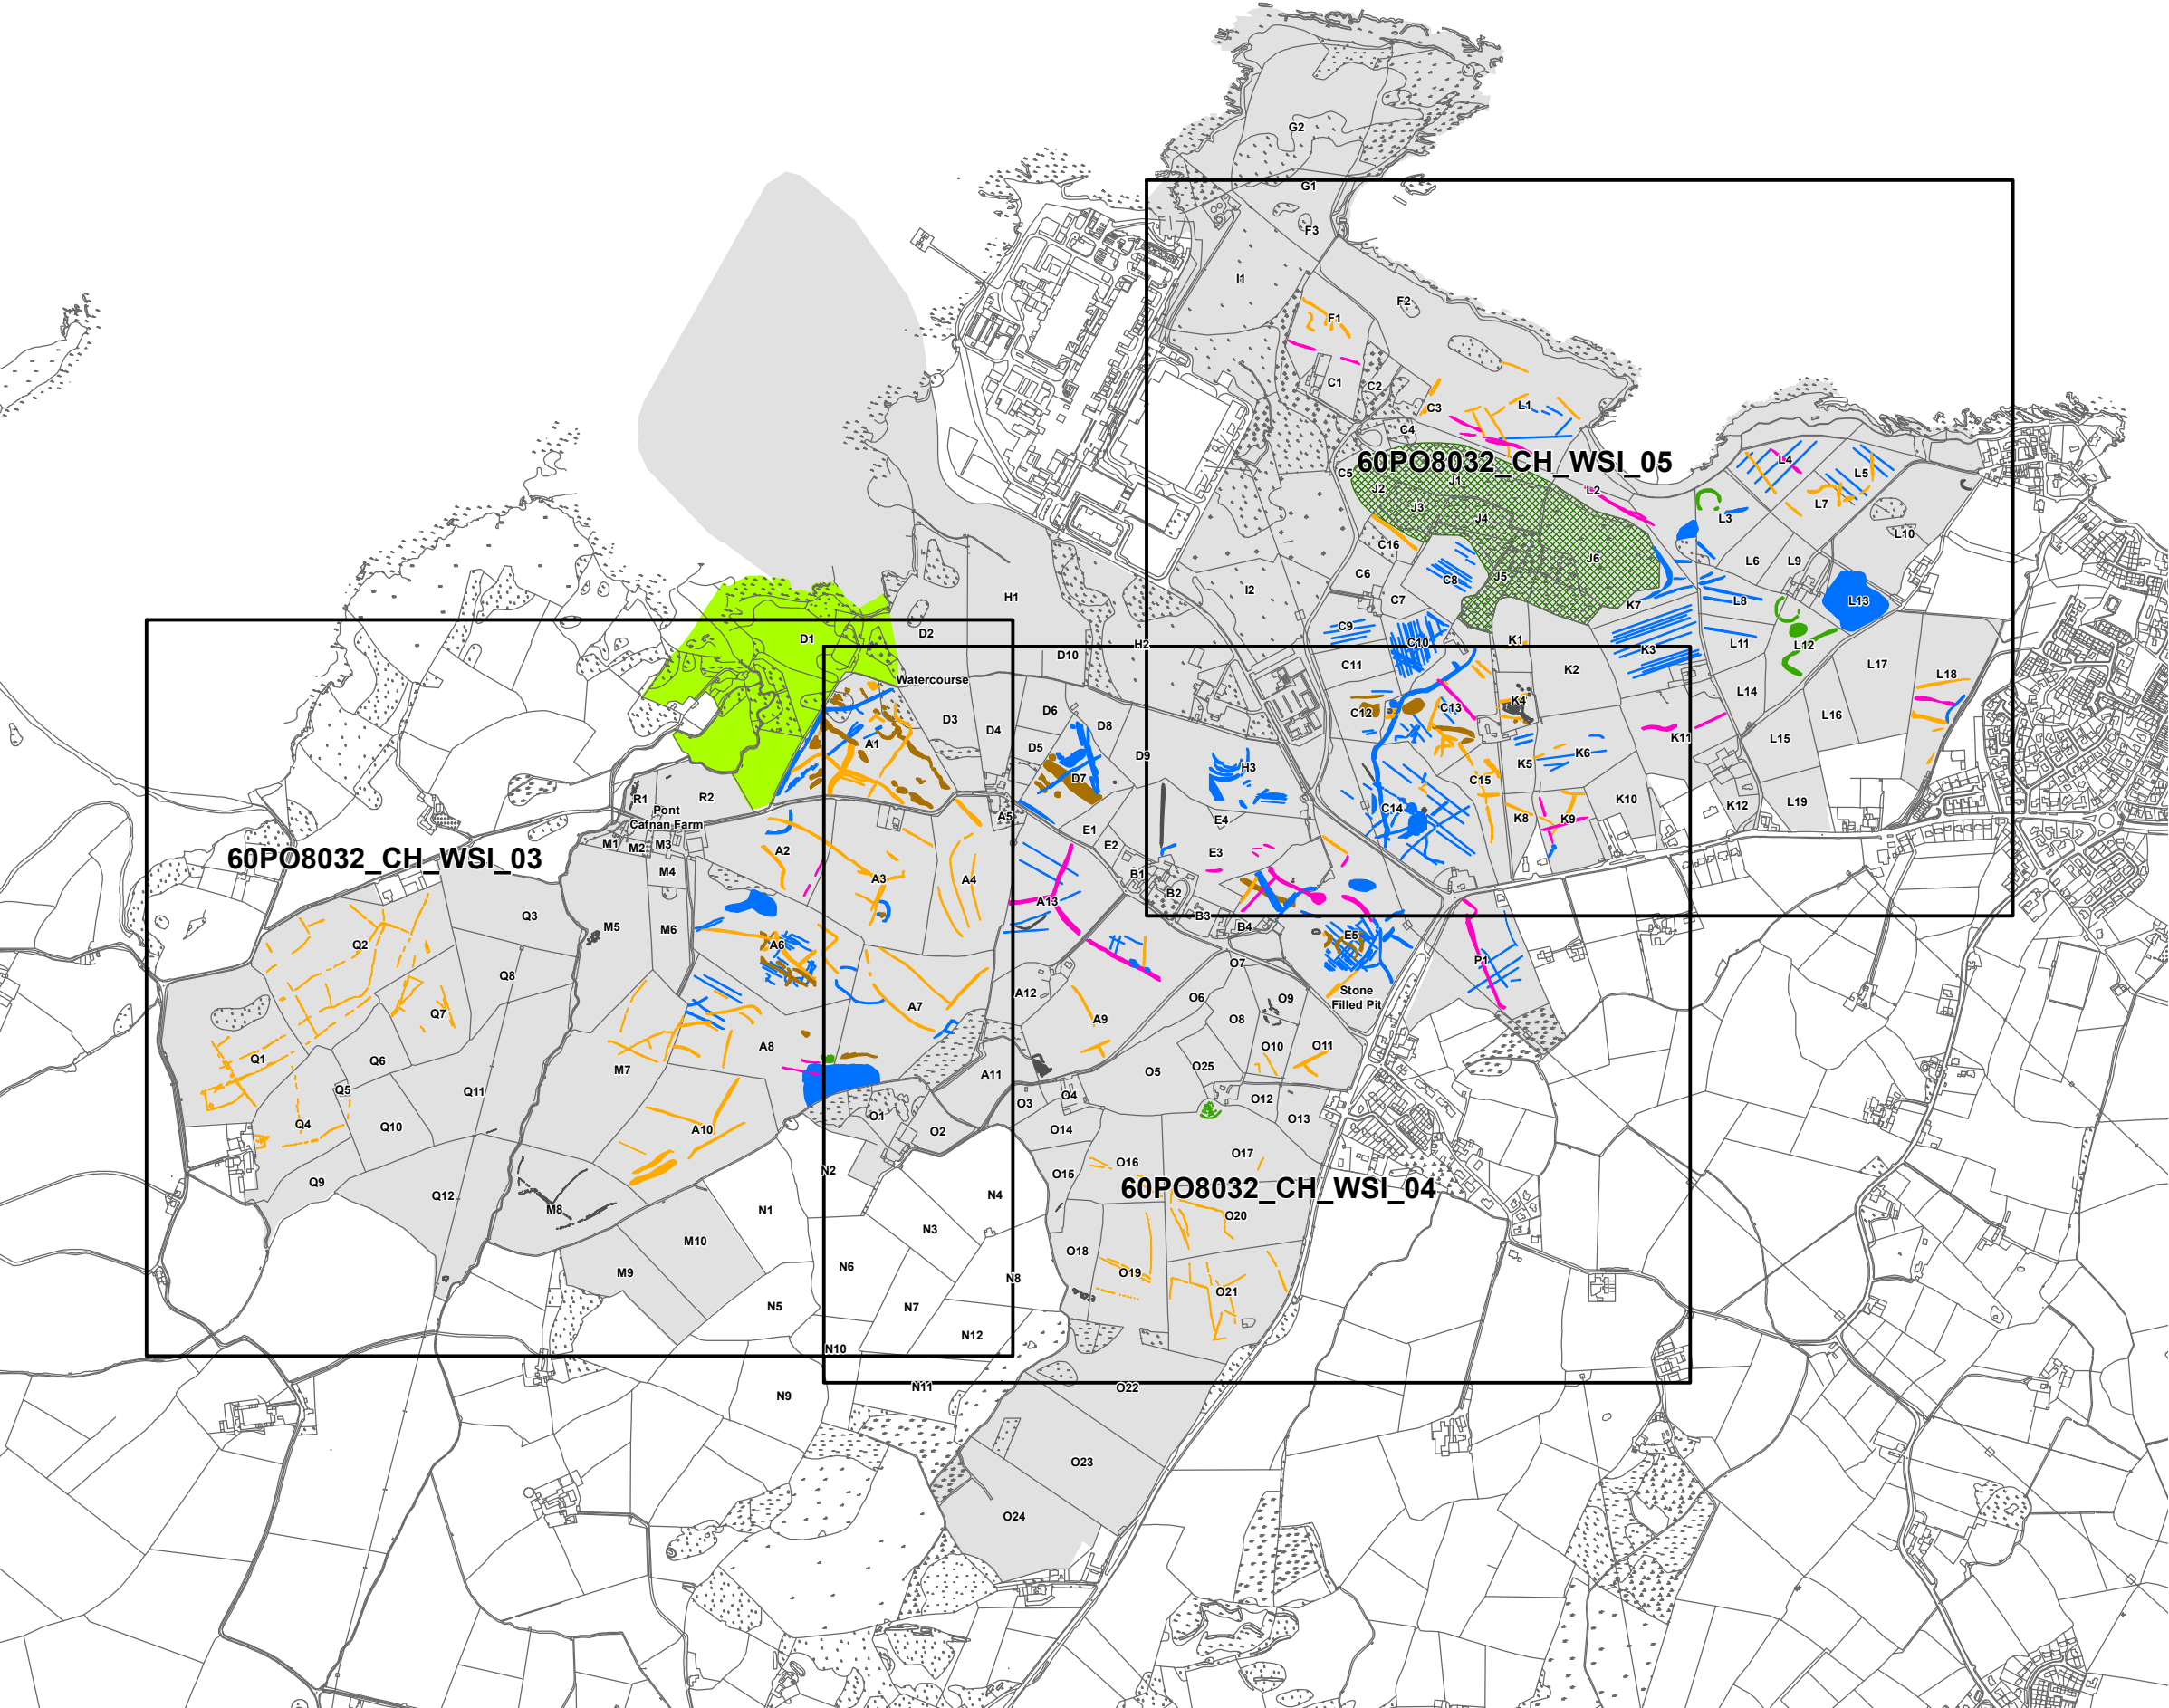 G2
G1
F3
I1
F2
F1
C1
C2
C3
L1
C4
60PO8032_CH_WSI_05
L4
L5
C5
J1
J2
L2
L7
J3
J4
L3
L10
C16
J5
J6
L6
L9
C6
C8
I2
H1
C7
K7
L8
L13
D1
D2
C9
K1
H2
C10
K3
L11
L12
D10
C11
K2
L17
Watercourse
L18
L14
K4
D6
D3
D8
C12
C13
L16
D4
A1
D5
D9
K11
L15
K6
K5
H3
D7
C15
R1
R2
Pont
Cafnan Farm
K10
L19
K12
C14
A5
E4
K8
K9
E1
M1
M2
M3
E2
A2
E3
60PO8032_CH_WSI_03
M4
A3
A4
B1
B2
A13
Q3
B3
M5
M6
B4
E5
Q2
A6
P1
O7
Q8
Stone
Filled Pit
A12
O6
O9
A7
Q7
A9
O8
A8
O10
O11
Q1
Q6
O25
M7
O5
A11
Q5
Q11
O4
O3
O12
O1
O13
Q4
Q10
A10
O2
O14
O17
O16
N2
O15
Q9
60PO8032_CH_WSI_04
Q12
N4
M8
N1
O20
N3
M10
O18
N6
M9
O19
N8
O21
N5
N7
N12
N10
N11
O22
N9
O23
O24